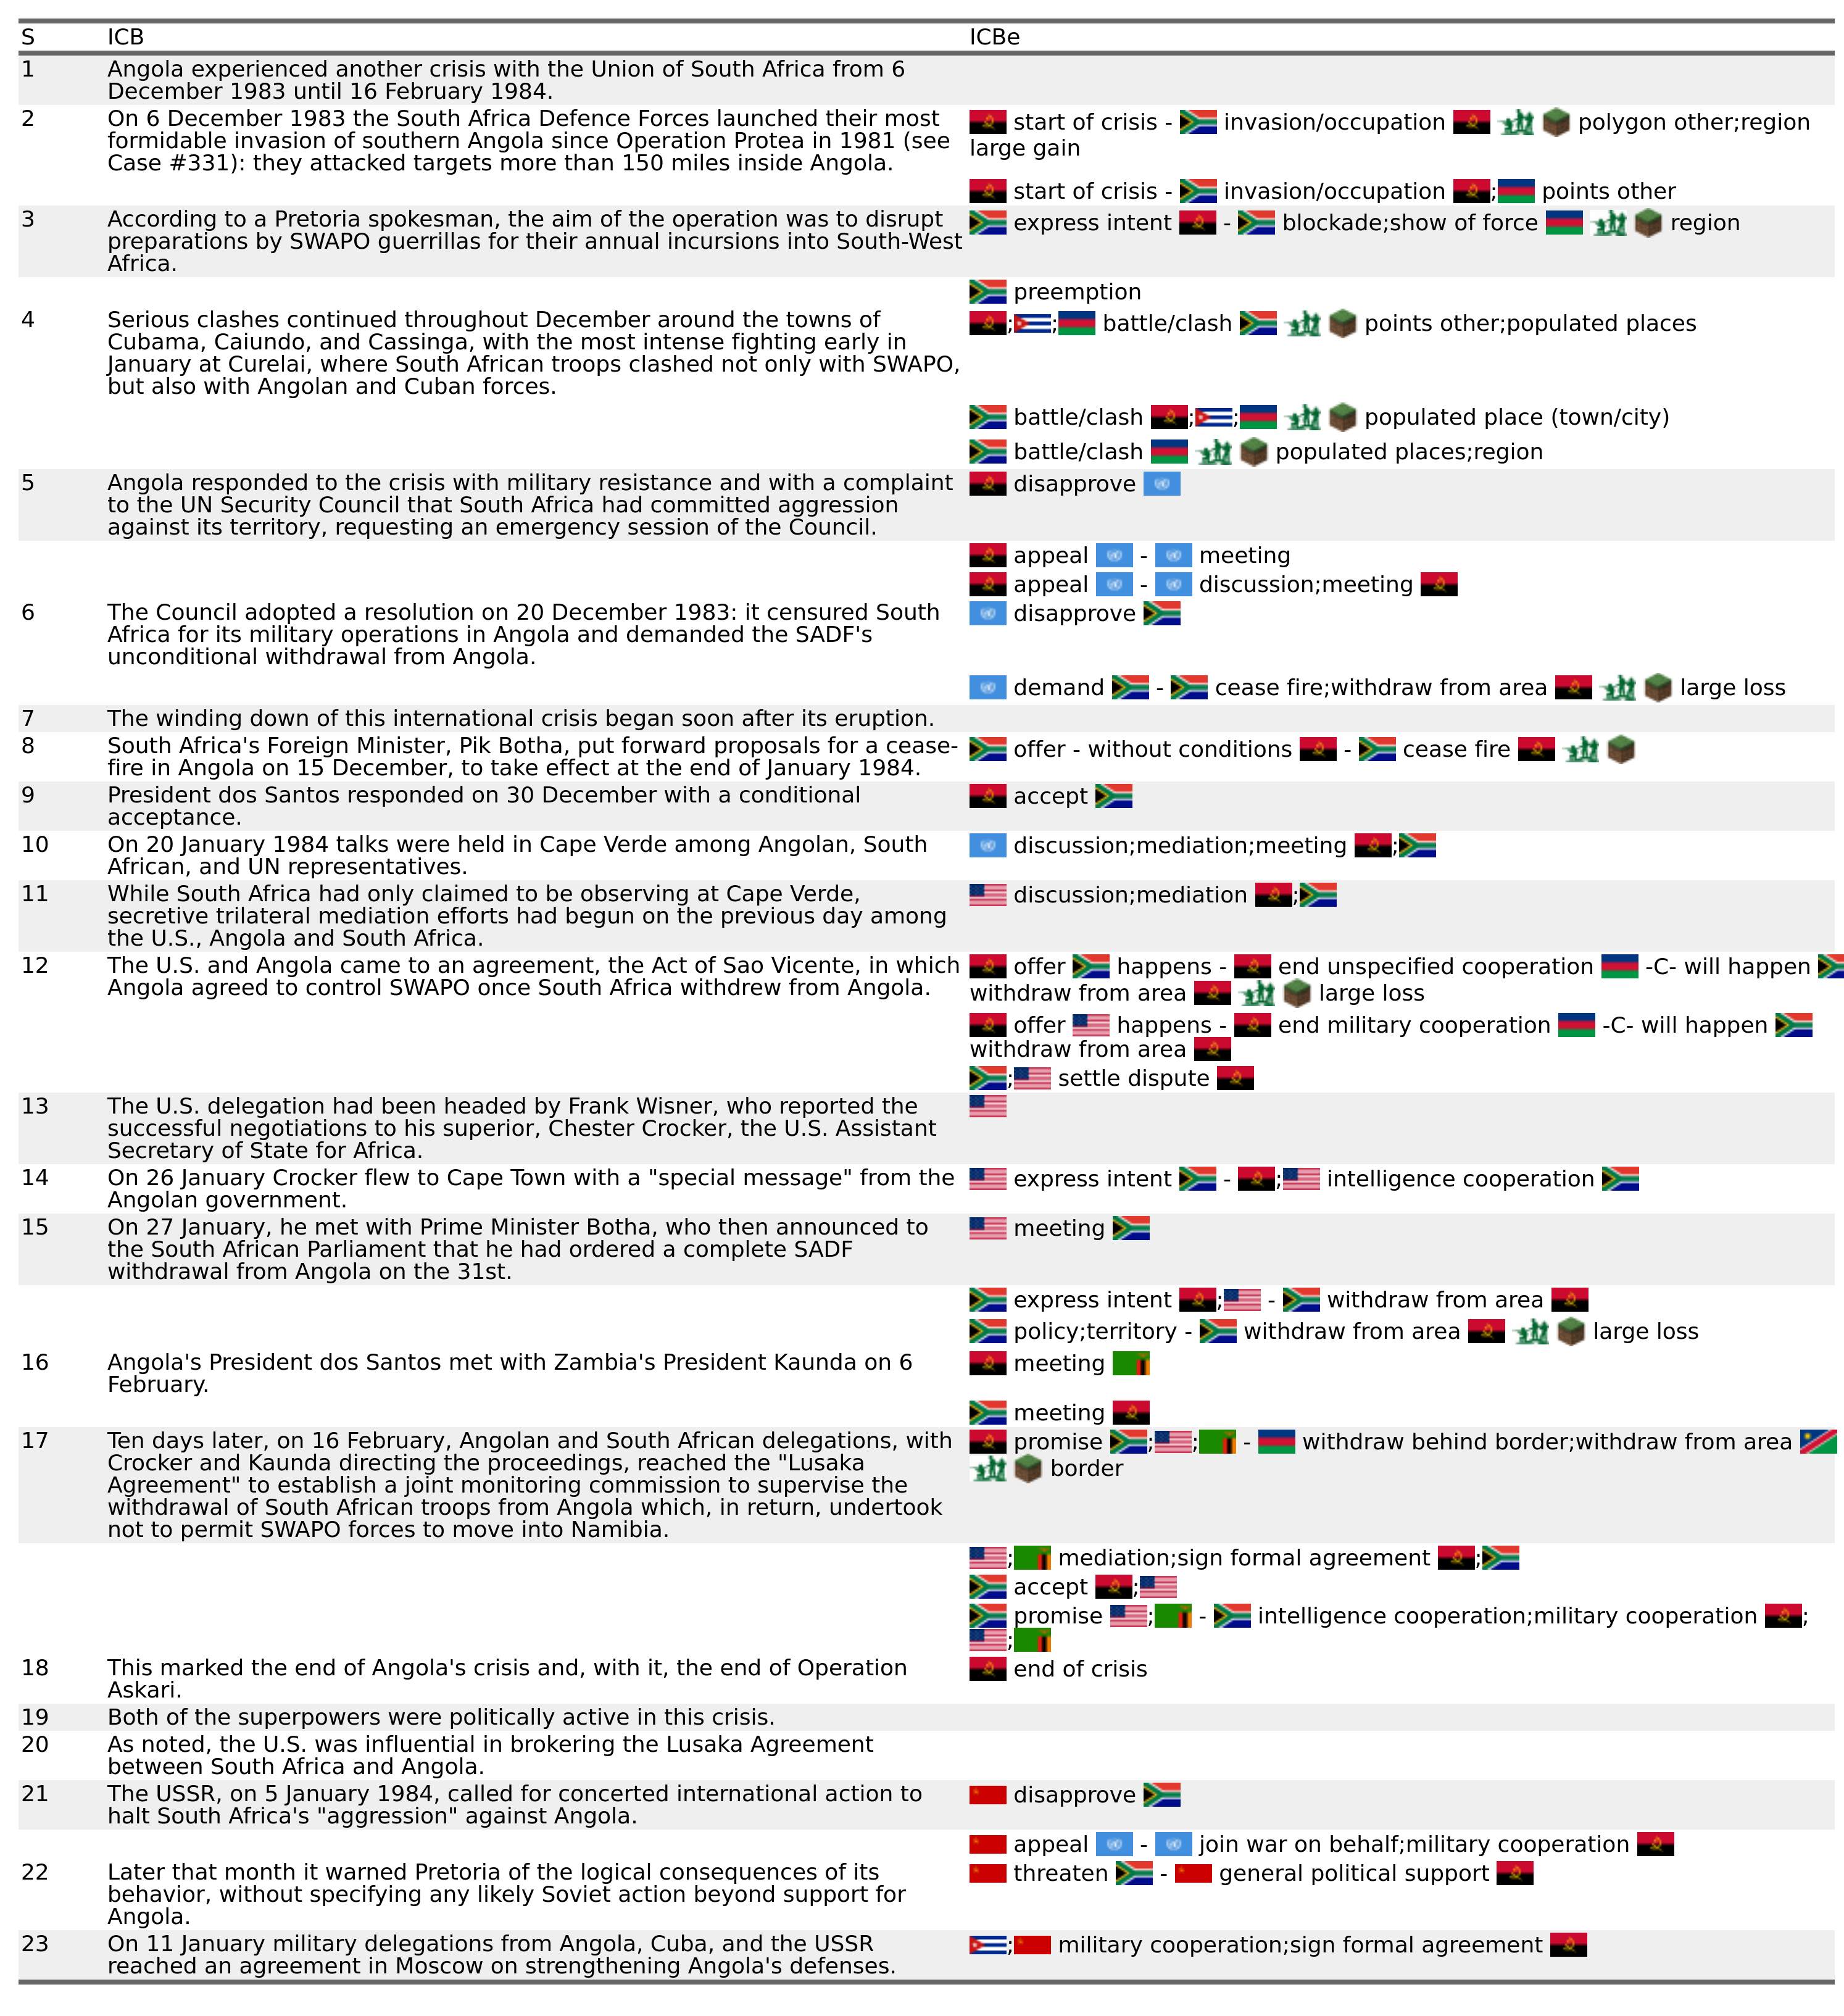 S ICB ICBe
1 Angola experienced another crisis with the Union of South Africa from 6
December 1983 until 16 February 1984.
2 On 6 December 1983 the South Africa Defence Forces launched their most
formidable invasion of southern Angola since Operation Protea in 1981 (see
Case #331): they attacked targets more than 150 miles inside Angola.
start of crisis - invasion/occupation polygon other;region
large gain
start of crisis - invasion/occupation ; points other
3 According to a Pretoria spokesman, the aim of the operation was to disrupt
preparations by SWAPO guerrillas for their annual incursions into South-West
Africa.
express intent - blockade;show of force region
preemption
4 Serious clashes continued throughout December around the towns of
Cubama, Caiundo, and Cassinga, with the most intense fighting early in
January at Curelai, where South African troops clashed not only with SWAPO,
but also with Angolan and Cuban forces.
; ; battle/clash points other;populated places
battle/clash ; ; populated place (town/city)
battle/clash populated places;region
5 Angola responded to the crisis with military resistance and with a complaint
to the UN Security Council that South Africa had committed aggression
against its territory, requesting an emergency session of the Council.
disapprove
appeal - meeting
appeal - discussion;meeting
6 The Council adopted a resolution on 20 December 1983: it censured South
Africa for its military operations in Angola and demanded the SADF's
unconditional withdrawal from Angola.
disapprove
demand - cease fire;withdraw from area large loss
7 The winding down of this international crisis began soon after its eruption.
8 South Africa's Foreign Minister, Pik Botha, put forward proposals for a cease-
fire in Angola on 15 December, to take effect at the end of January 1984.
offer - without conditions - cease fire
9 President dos Santos responded on 30 December with a conditional
acceptance.
accept
10 On 20 January 1984 talks were held in Cape Verde among Angolan, South
African, and UN representatives.
discussion;mediation;meeting ;
11 While South Africa had only claimed to be observing at Cape Verde,
secretive trilateral mediation efforts had begun on the previous day among
the U.S., Angola and South Africa.
discussion;mediation ;
12 The U.S. and Angola came to an agreement, the Act of Sao Vicente, in which
Angola agreed to control SWAPO once South Africa withdrew from Angola.
offer happens - end unspecified cooperation -C- will happen
withdraw from area large loss
offer happens - end military cooperation -C- will happen
withdraw from area
; settle dispute
13 The U.S. delegation had been headed by Frank Wisner, who reported the
successful negotiations to his superior, Chester Crocker, the U.S. Assistant
Secretary of State for Africa.
14 On 26 January Crocker flew to Cape Town with a "special message" from the
Angolan government.
express intent - ; intelligence cooperation
15 On 27 January, he met with Prime Minister Botha, who then announced to
the South African Parliament that he had ordered a complete SADF
withdrawal from Angola on the 31st.
meeting
express intent ; - withdraw from area
policy;territory - withdraw from area large loss
16 Angola's President dos Santos met with Zambia's President Kaunda on 6
February.
meeting
meeting
17 Ten days later, on 16 February, Angolan and South African delegations, with
Crocker and Kaunda directing the proceedings, reached the "Lusaka
Agreement" to establish a joint monitoring commission to supervise the
withdrawal of South African troops from Angola which, in return, undertook
not to permit SWAPO forces to move into Namibia.
promise ; ; - withdraw behind border;withdraw from area
border
; mediation;sign formal agreement ;
accept ;
promise ; - intelligence cooperation;military cooperation ;
;
18 This marked the end of Angola's crisis and, with it, the end of Operation
Askari.
end of crisis
19 Both of the superpowers were politically active in this crisis.
20 As noted, the U.S. was influential in brokering the Lusaka Agreement
between South Africa and Angola.
21 The USSR, on 5 January 1984, called for concerted international action to
halt South Africa's "aggression" against Angola.
disapprove
appeal - join war on behalf;military cooperation
22 Later that month it warned Pretoria of the logical consequences of its
behavior, without specifying any likely Soviet action beyond support for
Angola.
threaten - general political support
23 On 11 January military delegations from Angola, Cuba, and the USSR
reached an agreement in Moscow on strengthening Angola's defenses.
; military cooperation;sign formal agreement